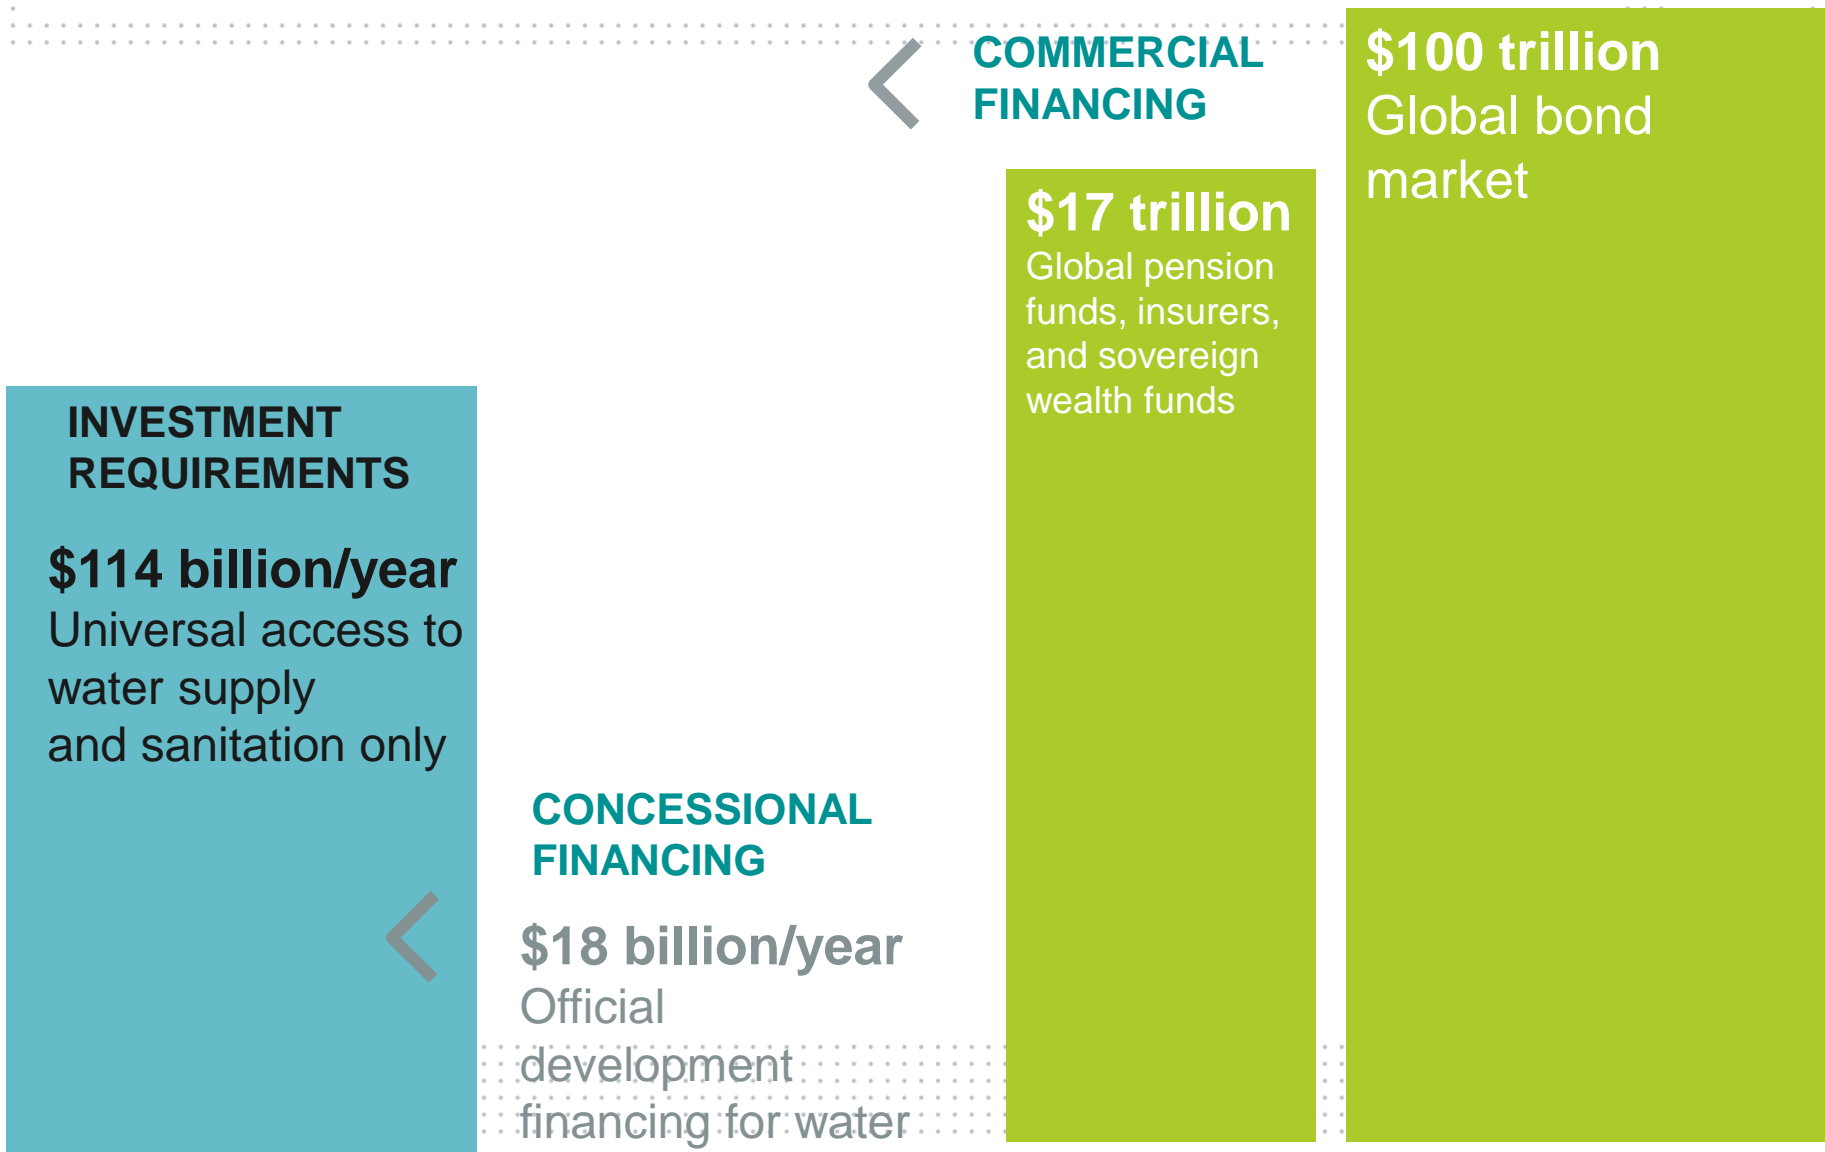 INVESTMENT
REQUIREMENTS
$114 billion/year
Universal access to
water supply
and sanitation only
CONCESSIONAL
FINANCING
$18 billion/year
Official
development
financing for water
COMMERCIAL
FINANCING
$17 trillion
Global pension
funds, insurers,
and sovereign
wealth funds
$100 trillion
Global bond
market